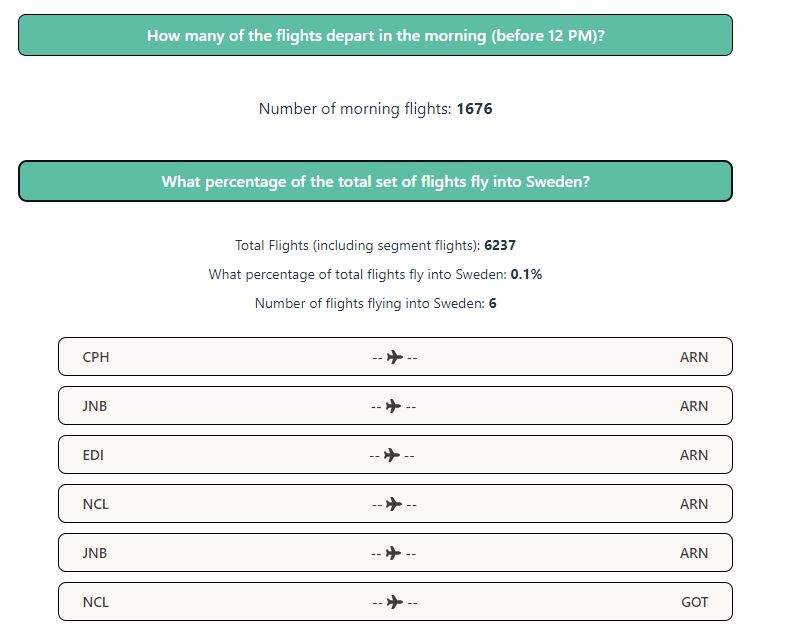 How many of the flights depart in the morning (before 12 PM)?
Number of morning flights: 1676
What percentage of the total set of flights fly into Sweden?
Total Flights (including segment flights): 6237
What percentage of total flights fly into Sweden: 0.1%
Number of flights flying into Sweden: 6
CPH -- -- ARN
JNB -- -- ARN
EDI -- -- ARN
NCL -- -- ARN
JNB -- -- ARN
NCL -- -- GOT